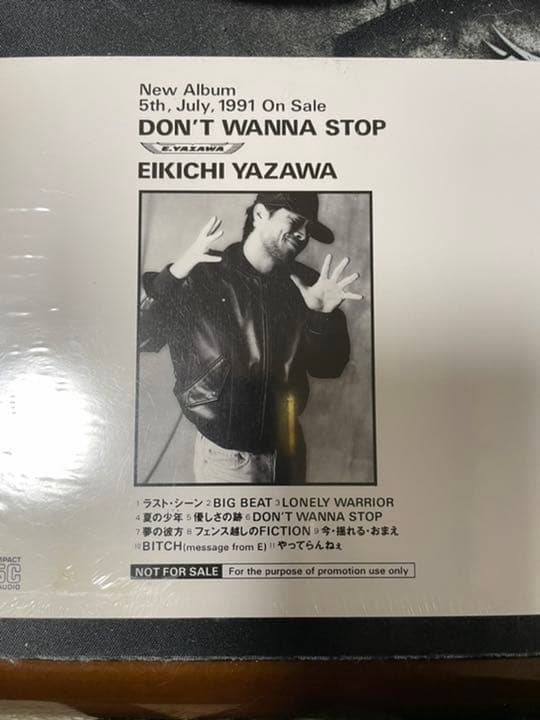 New Album
5th, July, 1991 On Sale
DON'T WANNA STOP
E.YAZAWA
EIKICHI YAZAWA
1 ラスト・シーン 2 BIG BEAT 3 LONELY WARRIOR
4 夏の少年 5 優しさの跡 6 DON'T WANNA STOP
7 夢の彼方 8 フェンス越しのFICTION 9 今・揺れる・おまえ
10 BITCH(message from E) 11 やってらんねぇ
NOT FOR SALE For the purpose of promotion use only